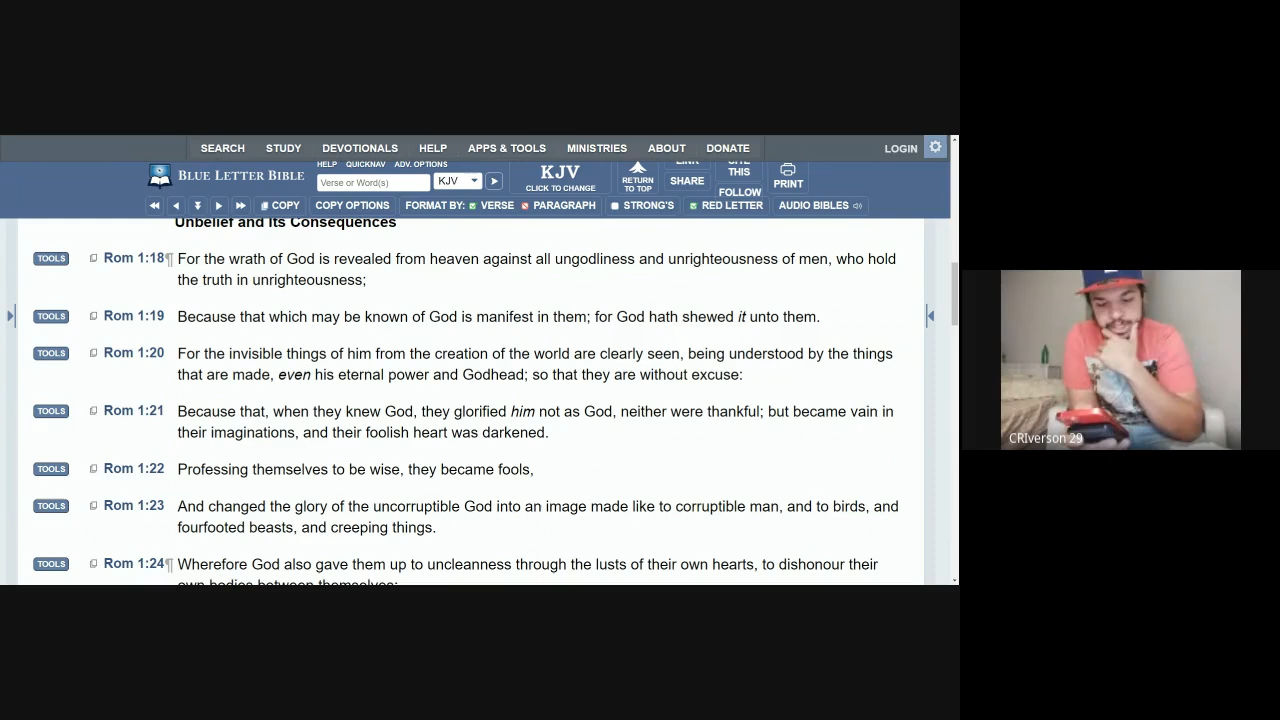 SEARCH STUDY DEVOTIONALS HELP APPS & TOOLS MINISTRIES ABOUT DONATE LOGIN
HELP QUICKNAV ADV. OPTIONS
BLUE LETTER BIBLE Verse or Word(s) KJV KJV CLICK TO CHANGE RETURN TO TOP LINK SHARE CITE THIS FOLLOW PRINT
COPY COPY OPTIONS FORMAT BY: VERSE PARAGRAPH STRONG'S RED LETTER AUDIO BIBLES
Unbelief and Its Consequences
TOOLS Rom 1:18¶ For the wrath of God is revealed from heaven against all ungodliness and unrighteousness of men, who hold
the truth in unrighteousness;
TOOLS Rom 1:19 Because that which may be known of God is manifest in them; for God hath shewed it unto them.
TOOLS Rom 1:20 For the invisible things of him from the creation of the world are clearly seen, being understood by the things
that are made, even his eternal power and Godhead; so that they are without excuse:
TOOLS Rom 1:21 Because that, when they knew God, they glorified him not as God, neither were thankful; but became vain in
their imaginations, and their foolish heart was darkened.
TOOLS Rom 1:22 Professing themselves to be wise, they became fools,
TOOLS Rom 1:23 And changed the glory of the uncorruptible God into an image made like to corruptible man, and to birds, and
fourfooted beasts, and creeping things.
TOOLS Rom 1:24¶ Wherefore God also gave them up to uncleanness through the lusts of their own hearts, to dishonour their
own bodies between themselves:
CRIverson 29